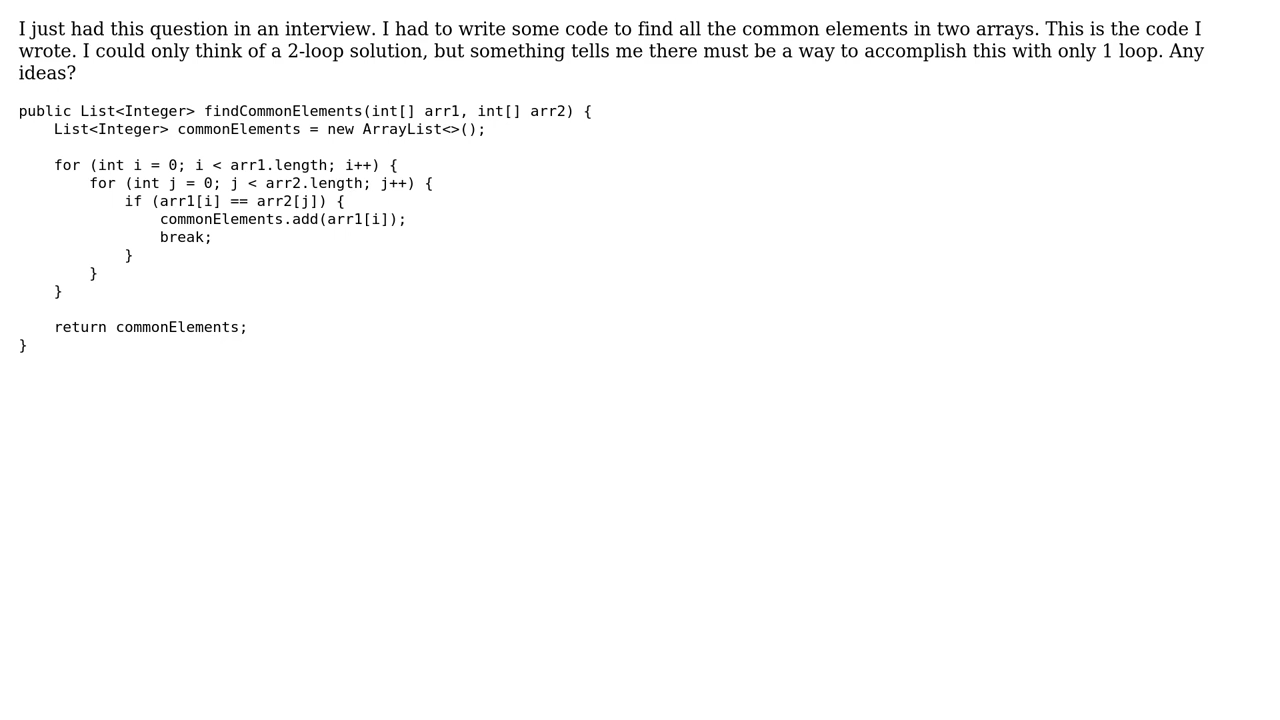 I just had this question in an interview. I had to write some code to find all the common elements in two arrays. This is the code I
wrote. I could only think of a 2-loop solution, but something tells me there must be a way to accomplish this with only 1 loop. Any
ideas?
public List<Integer> findCommonElements(int[] arr1, int[] arr2) {
    List<Integer> commonElements = new ArrayList<>();

    for (int i = 0; i < arr1.length; i++) {
        for (int j = 0; j < arr2.length; j++) {
            if (arr1[i] == arr2[j]) {
                commonElements.add(arr1[i]);
                break;
            }
        }
    }

    return commonElements;
}